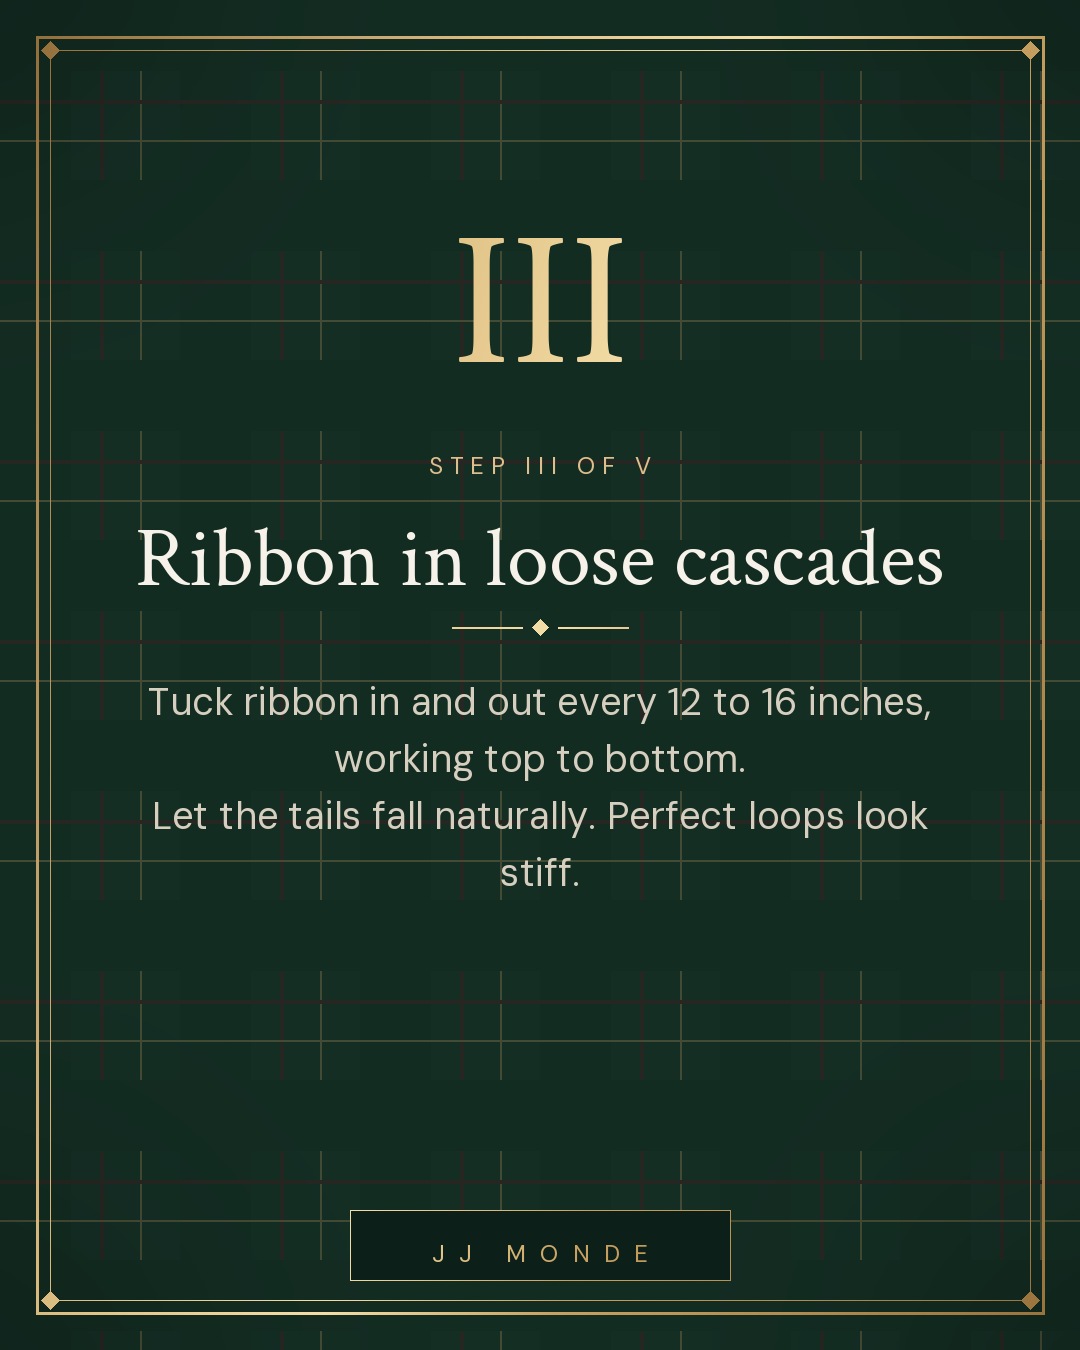 III
STEP III OF V
Ribbon in loose cascades
Tuck ribbon in and out every 12 to 16 inches,
working top to bottom.
Let the tails fall naturally. Perfect loops look
stiff.
JJ MONDE